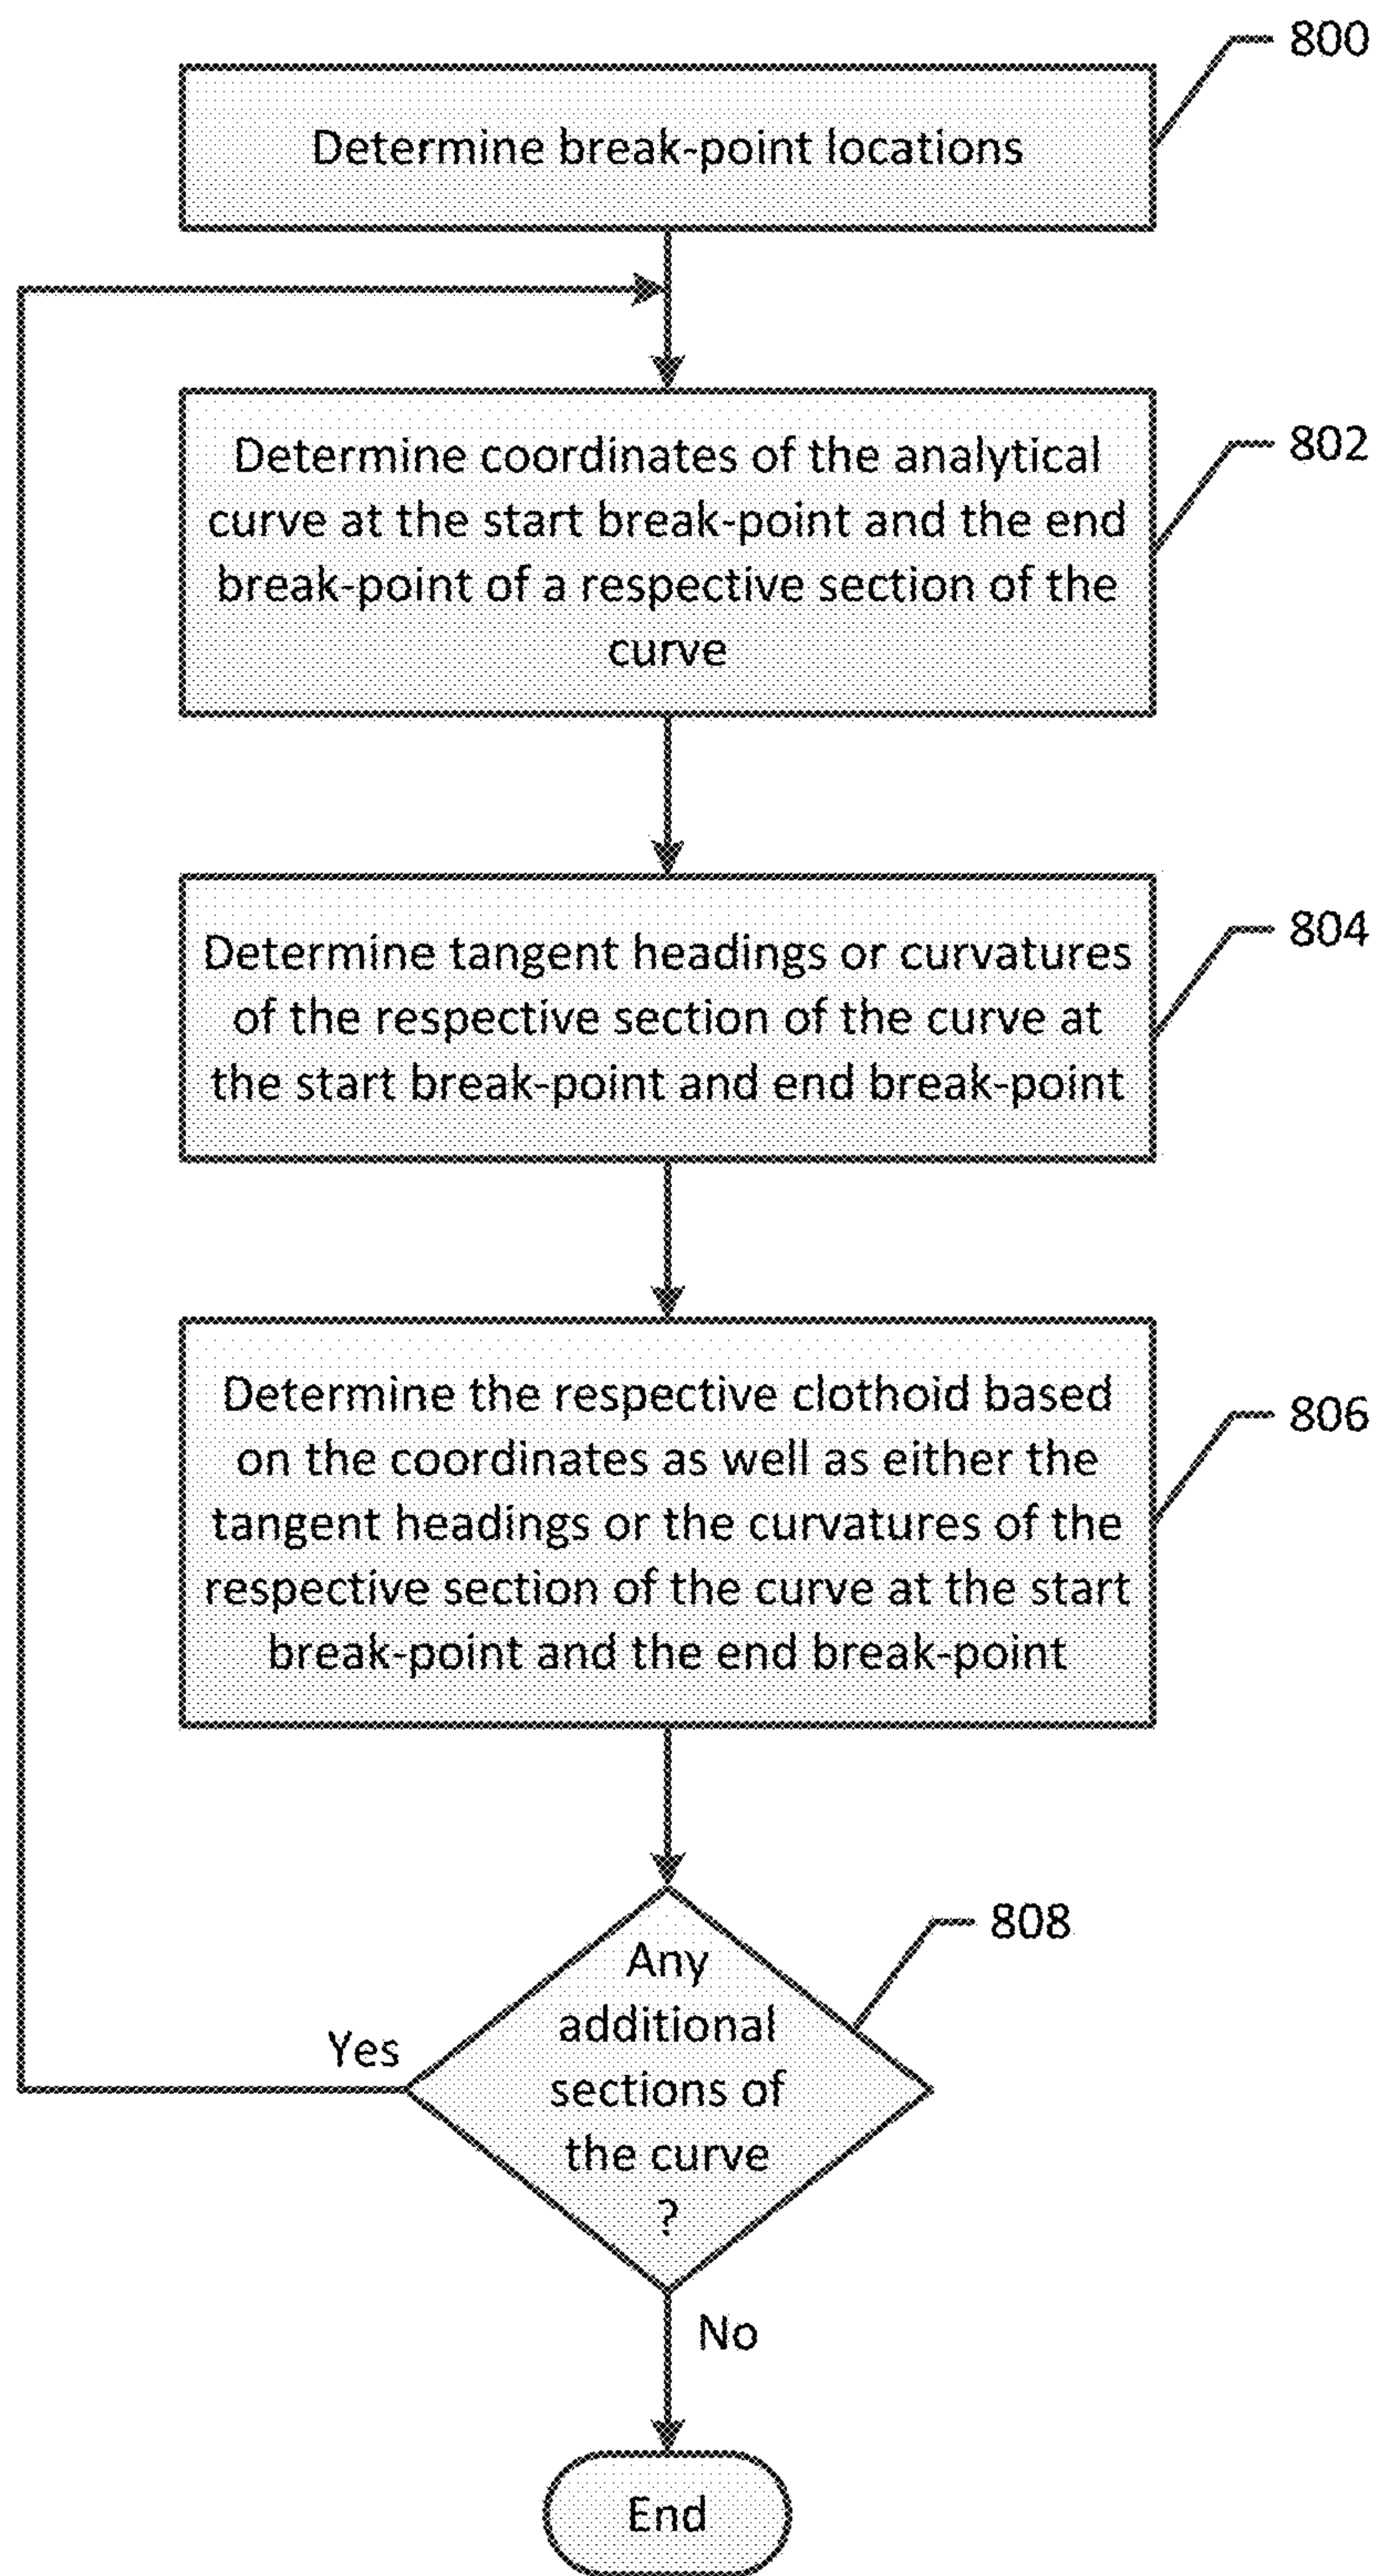 800
Determine break-point locations
802
Determine coordinates of the analytical
curve at the start break-point and the end
break-point of a respective section of the
curve
804
Determine tangent headings or curvatures
of the respective section of the curve at
the start break-point and end break-point
806
Determine the respective clothoid based
on the coordinates as well as either the
tangent headings or the curvatures of the
respective section of the curve at the start
break-point and the end break-point
808
Any
additional
sections of
the curve
?
Yes
No
End